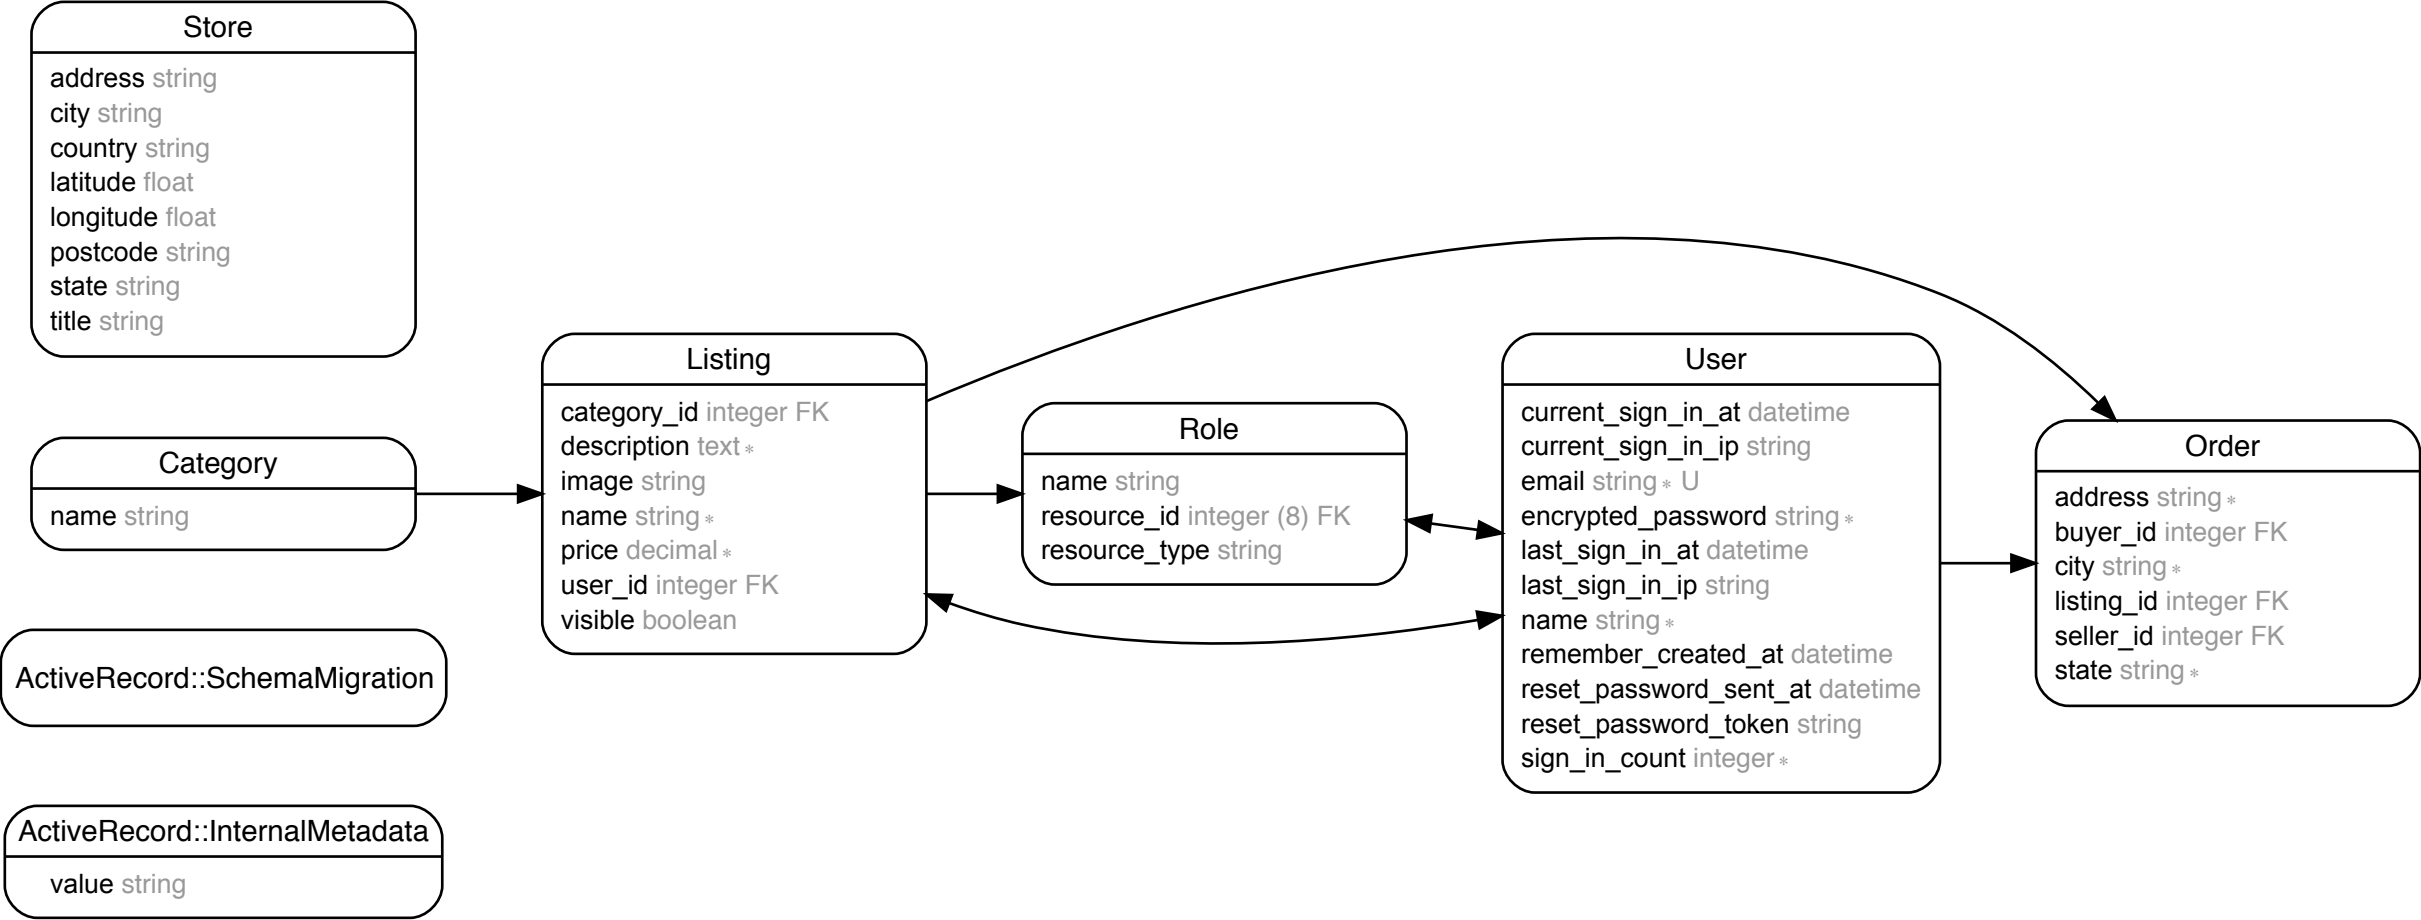 Store
address string
city string
country string
latitude float
longitude float
postcode string
state string
title string
Category
name string
ActiveRecord::SchemaMigration
ActiveRecord::InternalMetadata
value string
Listing
category_id integer FK
description text *
image string
name string *
price decimal *
user_id integer FK
visible boolean
Role
name string
resource_id integer (8) FK
resource_type string
User
current_sign_in_at datetime
current_sign_in_ip string
email string * U
encrypted_password string *
last_sign_in_at datetime
last_sign_in_ip string
name string *
remember_created_at datetime
reset_password_sent_at datetime
reset_password_token string
sign_in_count integer *
Order
address string *
buyer_id integer FK
city string *
listing_id integer FK
seller_id integer FK
state string *